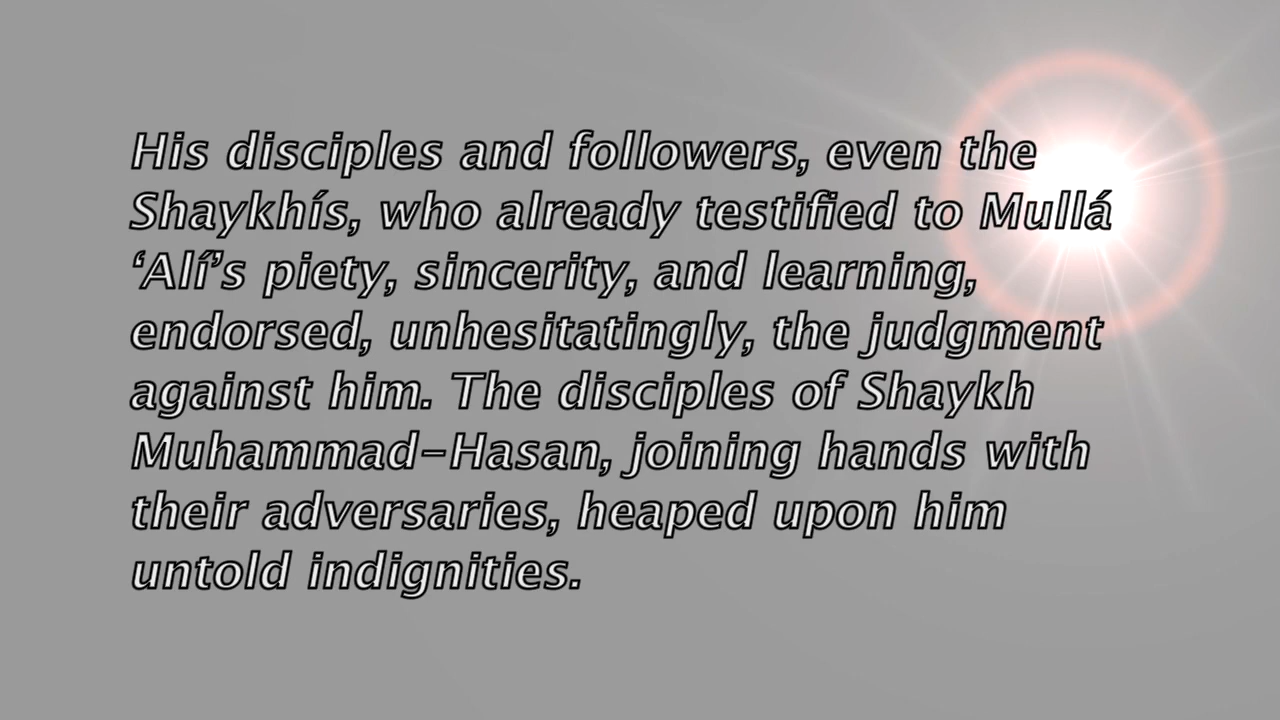 His disciples and followers, even the
Shaykhís, who already testified to Mullá
‘Alí’s piety, sincerity, and learning,
endorsed, unhesitatingly, the judgment
against him. The disciples of Shaykh
Muhammad-Hasan, joining hands with
their adversaries, heaped upon him
untold indignities.